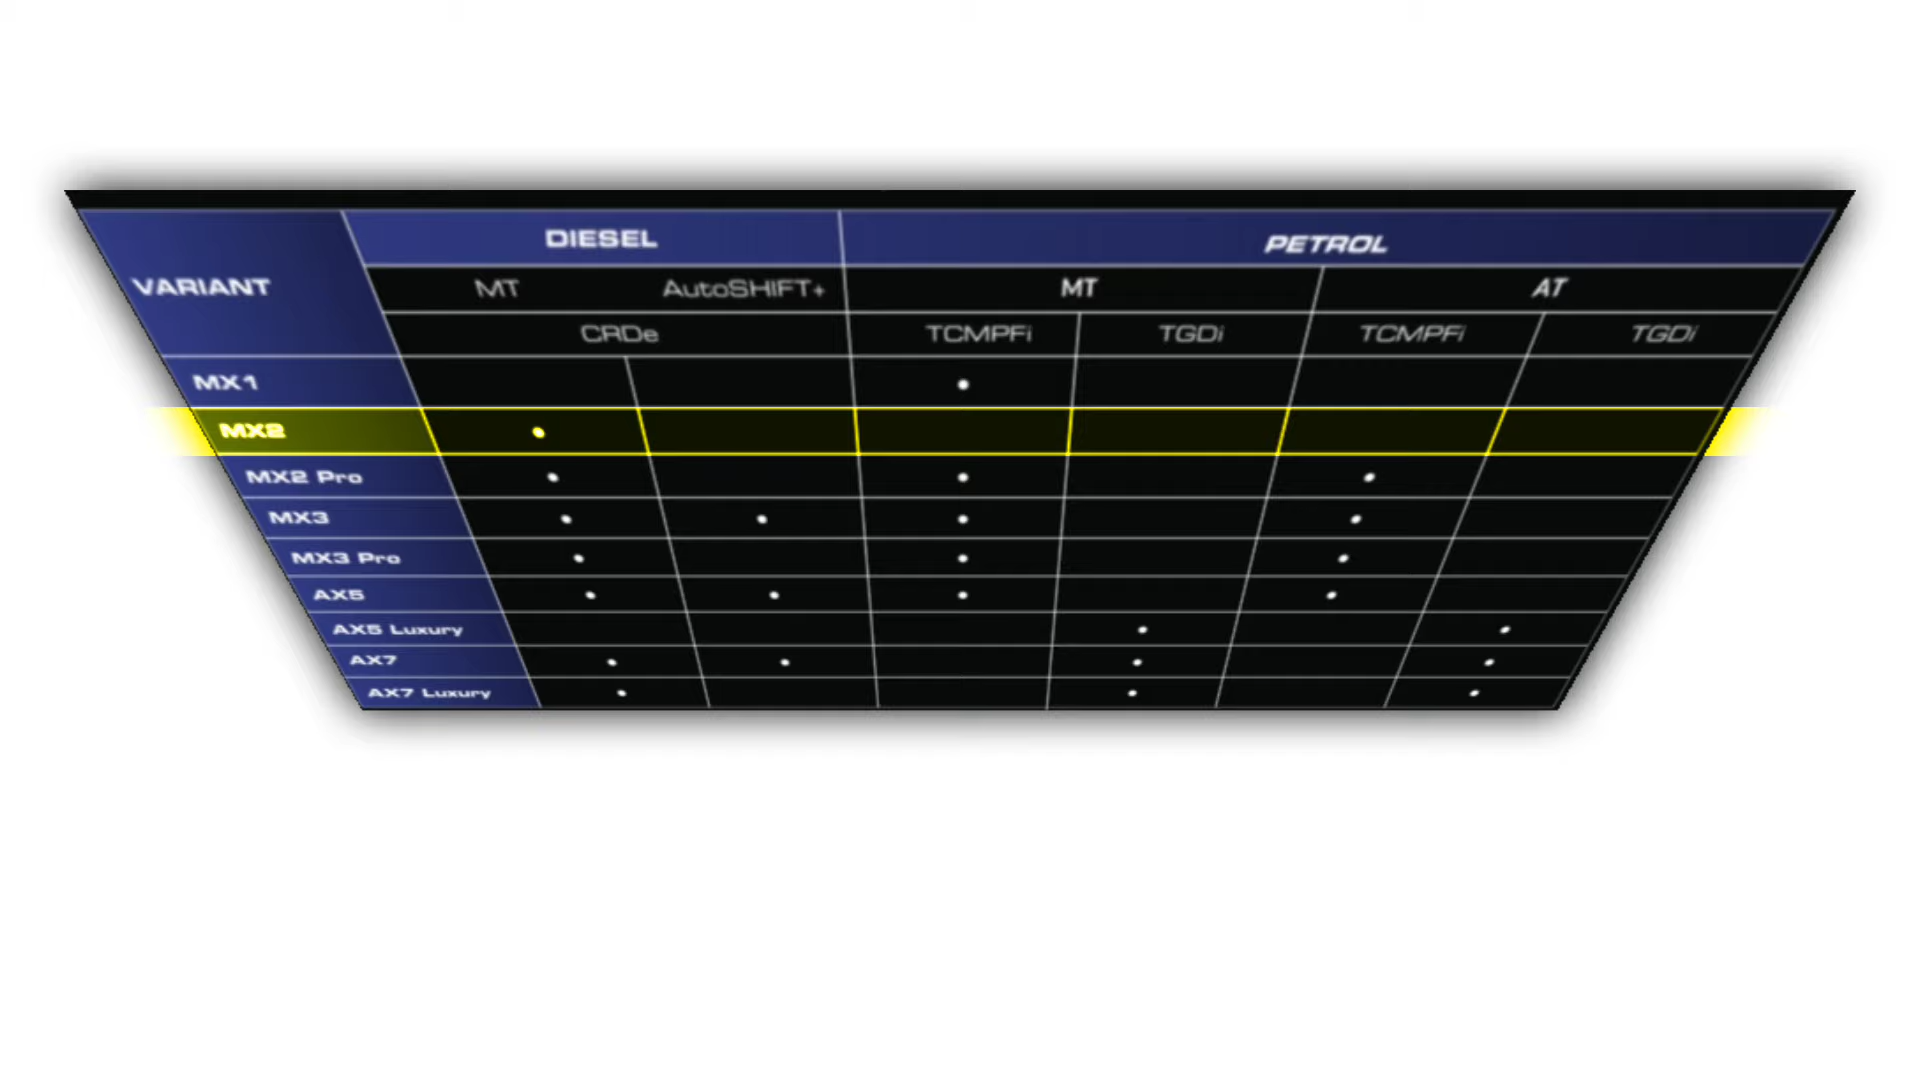 DIESEL PETROL
VARIANT MT AutoSHIFT+ MT AT
CRDe TCMPFi TGDi TCMPFi TGDi
MX1
MX2
MX2 Pro
MX3
MX3 Pro
AX5
AX5 Luxury
AX7
AX7 Luxury